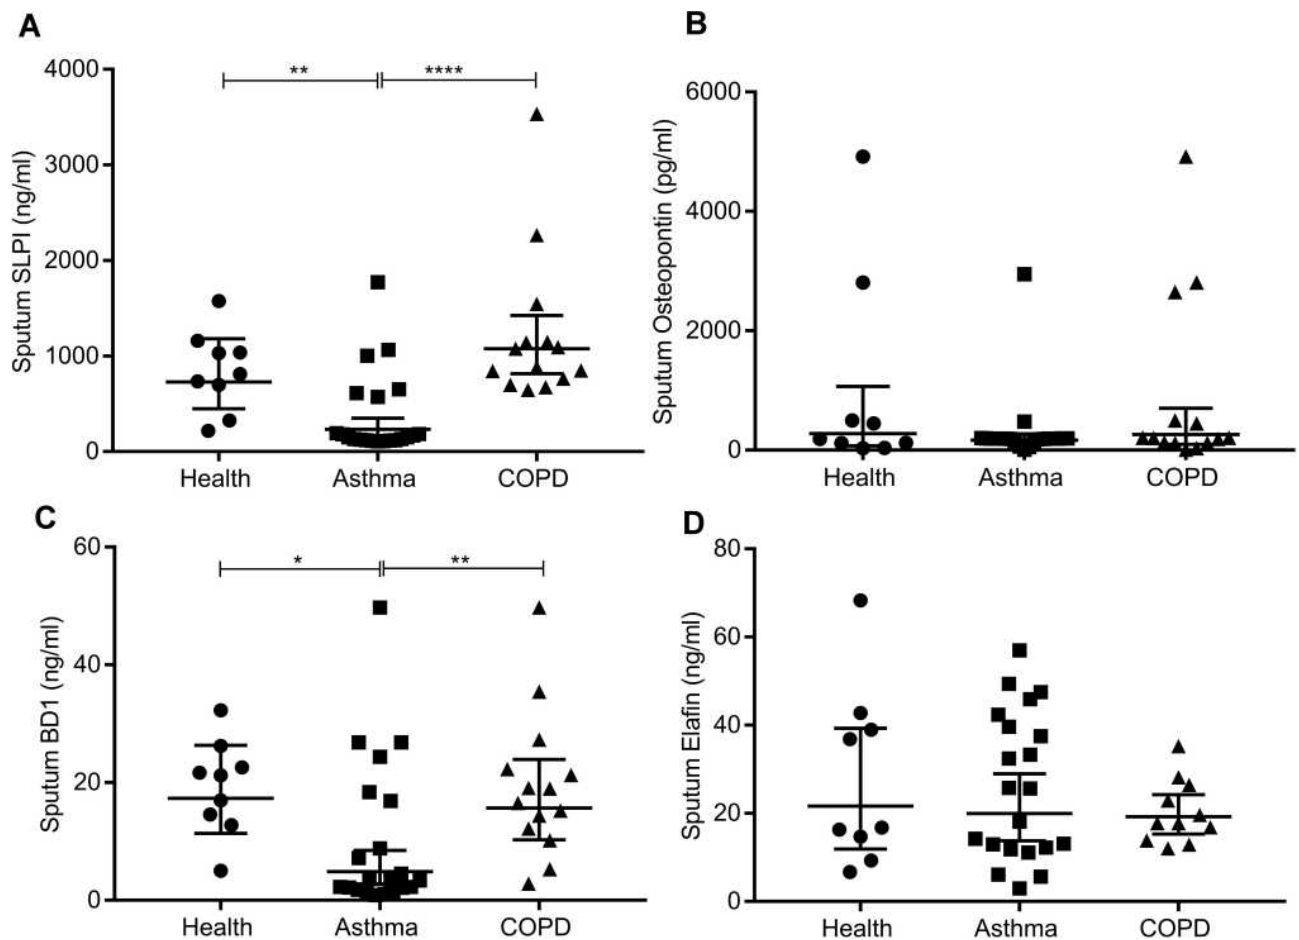 A
Sputum SLPI (ng/ml)
4000
3000
2000
1000
0
** ****
Health Asthma COPD
B
Sputum Osteopontin (pg/ml)
6000
4000
2000
0
Health Asthma COPD
C
Sputum BD1 (ng/ml)
60
40
20
0
* **
Health Asthma COPD
D
Sputum Elafin (ng/ml)
80
60
40
20
0
Health Asthma COPD